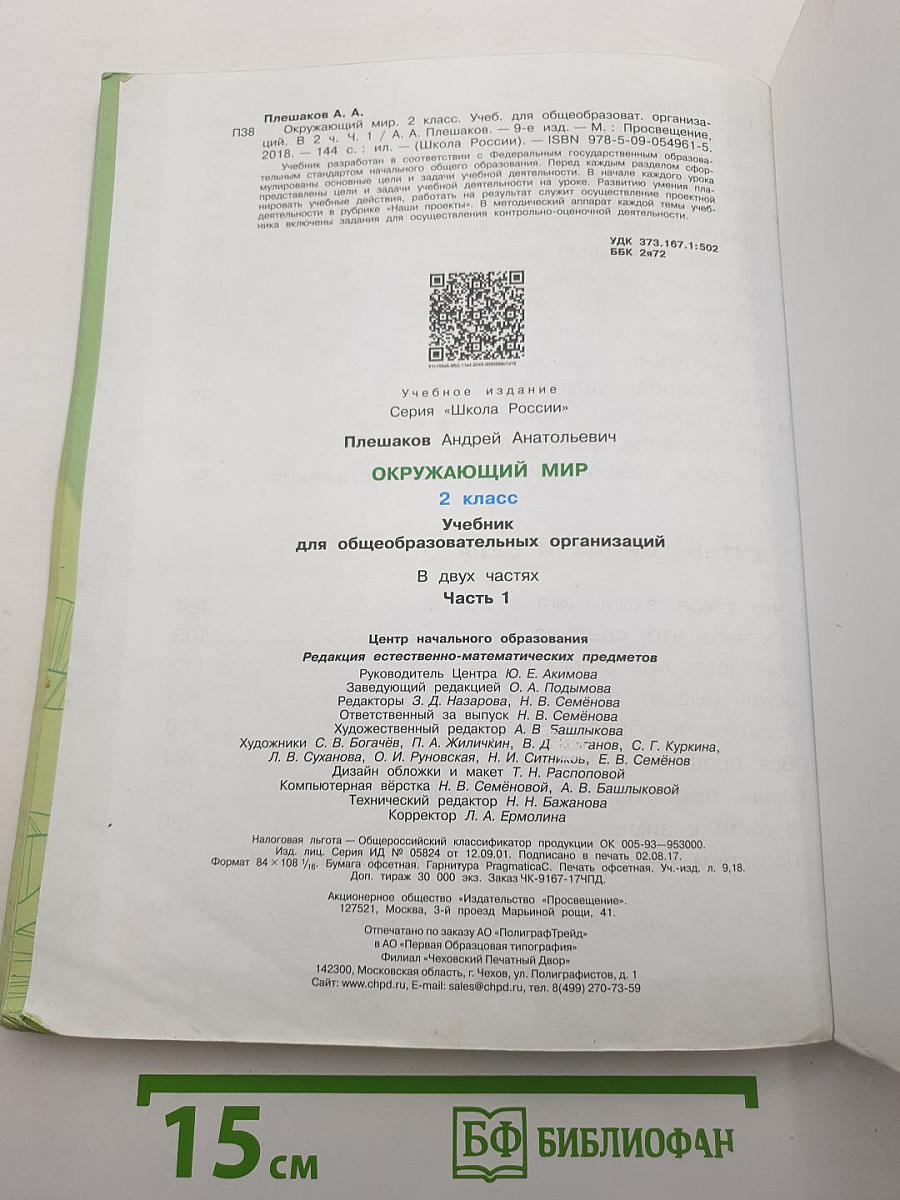 Плешаков А. А.
П38 Окружающий мир. 2 класс. Учеб. для общеобразоват. организа-
ций. В 2 ч. Ч. 1 / А. А. Плешаков. — 9-е изд. — М. : Просвещение,
2018. — 144 с. : ил. — (Школа России). — ISBN 978-5-09-054961-5.
Учебник разработан в соответствии с Федеральным государственным образова-
тельным стандартом начального общего образования. Перед каждым разделом сфор-
мулированы основные цели и задачи учебной деятельности. В начале каждого урока
представлены цели и задачи учебной деятельности на уроке. Развитию умения пла-
нировать учебные действия, работать на результат служит осуществление проектной
деятельности в рубрике «Наши проекты». В методический аппарат каждой темы учеб-
ника включены задания для осуществления контрольно-оценочной деятельности.
УДК 373.167.1:502
ББК 2я72
Учебное издание
Серия «Школа России»
Плешаков Андрей Анатольевич
ОКРУЖАЮЩИЙ МИР
2 класс
Учебник
для общеобразовательных организаций
В двух частях
Часть 1
Центр начального образования
Редакция естественно-математических предметов
Руководитель Центра Ю. Е. Акимова
Заведующий редакцией О. А. Подымова
Редакторы З. Д. Назарова, Н. В. Семёнова
Ответственный за выпуск Н. В. Семёнова
Художественный редактор А. В. Башлыкова
Художники С. В. Богачёв, П. А. Жиличкин, В. Д. С. Г. Куркина,
Л. В. Суханова, О. И. Руновская, Н. И. Ситников, Е. В. Семёнов
Дизайн обложки и макет Т. Н. Распоповой
Компьютерная вёрстка Н. В. Семёновой, А. В. Башлыковой
Технический редактор Н. Н. Бажанова
Корректор Л. А. Ермолина
Налоговая льгота — Общероссийский классификатор продукции ОК 005-93—953000.
Изд. лиц. Серия ИД № 05824 от 12.09.01. Подписано в печать 02.08.17.
Формат 84×108 1/16. Бумага офсетная. Гарнитура PragmaticaC. Печать офсетная. Уч.-изд. л. 9,18.
Доп. тираж 30 000 экз. Заказ ЧК-9167-17ЧПД.
Акционерное общество «Издательство «Просвещение».
127521, Москва, 3-й проезд Марьиной рощи, 41.
Отпечатано по заказу АО «ПолиграфТрейд»
в АО «Первая Образцовая типография»
Филиал «Чеховский Печатный Двор»
142300, Московская область, г. Чехов, ул. Полиграфистов, д. 1
Сайт: www.chpd.ru, E-mail: sales@chpd.ru, тел. 8(499) 270-73-59
15 см
БФ БИБЛИОФАН